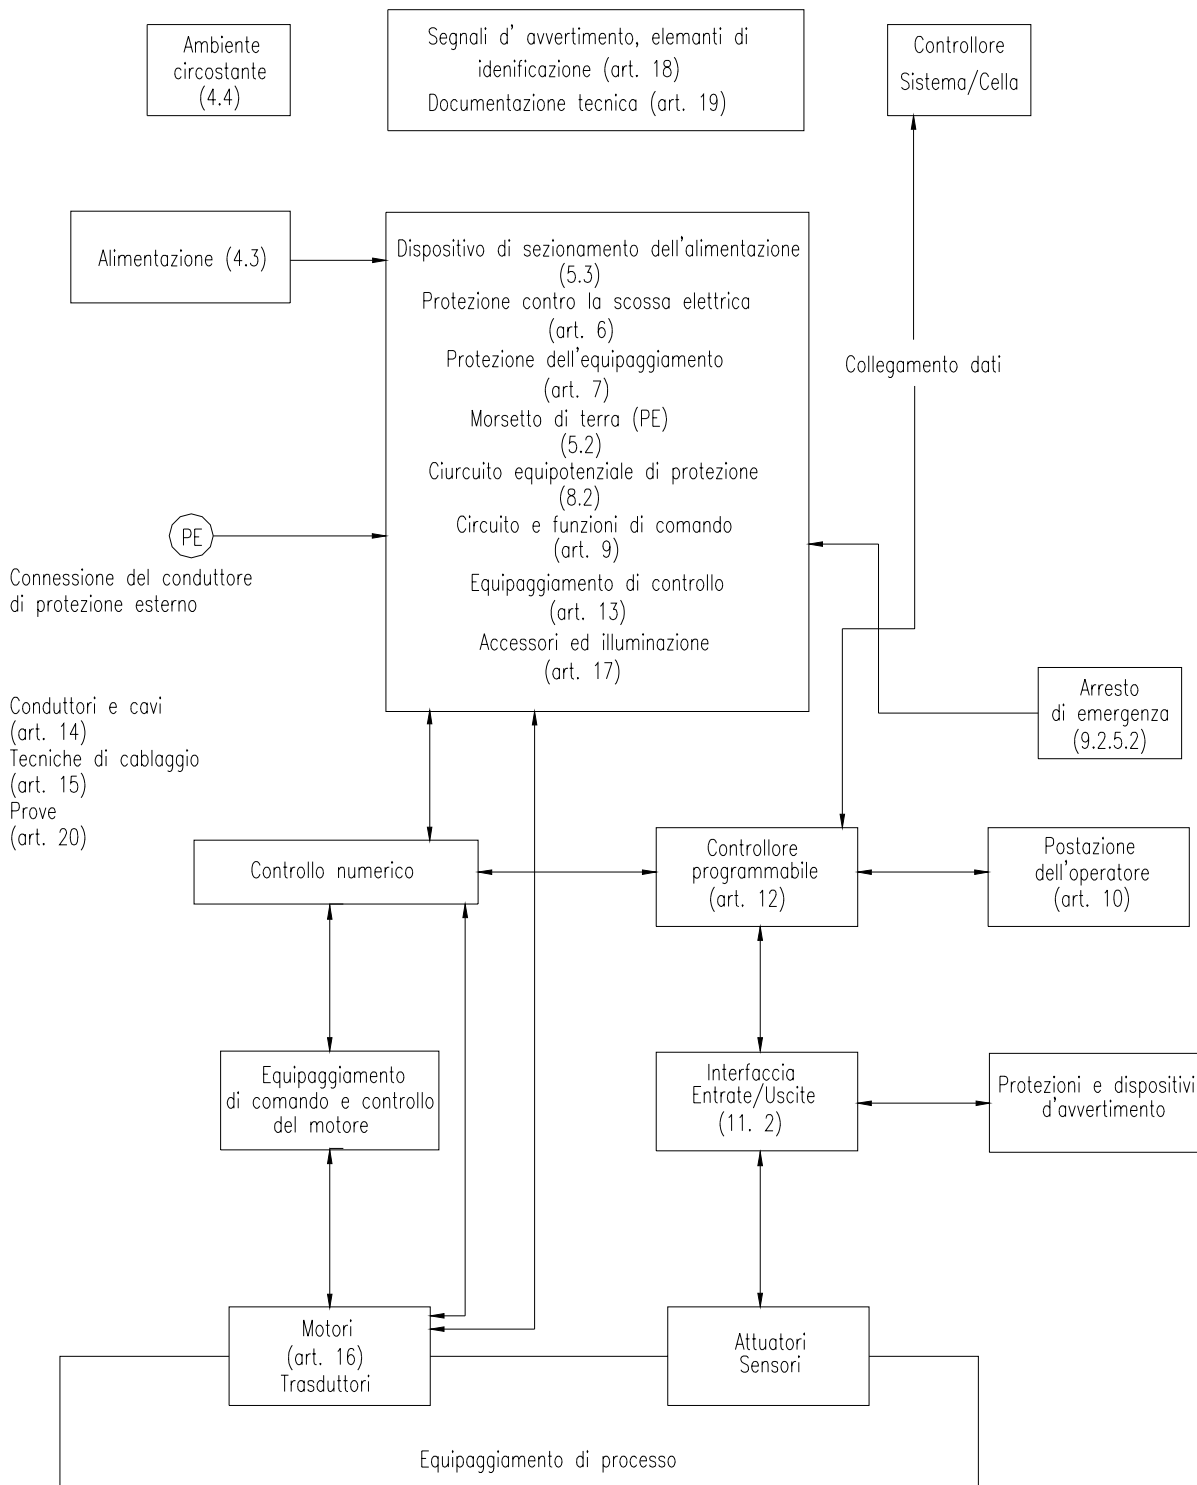 Ambiente
circostante
(4.4)
Segnali d' avvertimento, elemanti di
idenificazione (art. 18)
Documentazione tecnica (art. 19)
Controllore
Sistema/Cella
Alimentazione (4.3)
Dispositivo di sezionamento dell'alimentazione
(5.3)
Protezione contro la scossa elettrica
(art. 6)
Protezione dell'equipaggiamento
(art. 7)
Morsetto di terra (PE)
(5.2)
Ciurcuito equipotenziale di protezione
(8.2)
Circuito e funzioni di comando
(art. 9)
Equipaggiamento di controllo
(art. 13)
Accessori ed illuminazione
(art. 17)
Collegamento dati
PE
Connessione del conduttore
di protezione esterno
Conduttori e cavi
(art. 14)
Tecniche di cablaggio
(art. 15)
Prove
(art. 20)
Arresto
di emergenza
(9.2.5.2)
Controllo numerico
Controllore
programmabile
(art. 12)
Postazione
dell'operatore
(art. 10)
Equipaggiamento
di comando e controllo
del motore
Interfaccia
Entrate/Uscite
(11. 2)
Protezioni e dispositivi
d'avvertimento
Motori
(art. 16)
Trasduttori
Attuatori
Sensori
Equipaggiamento di processo